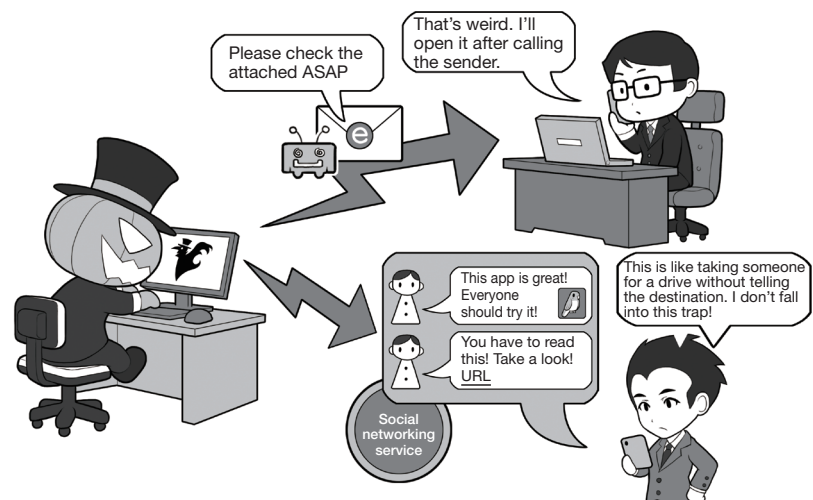 Please check the
attached ASAP
That's weird. I'll
open it after calling
the sender.
e
This app is great!
Everyone
should try it!
You have to read
this! Take a look!
URL
Social
networking
service
This is like taking someone
for a drive without telling
the destination. I don't fall
into this trap!